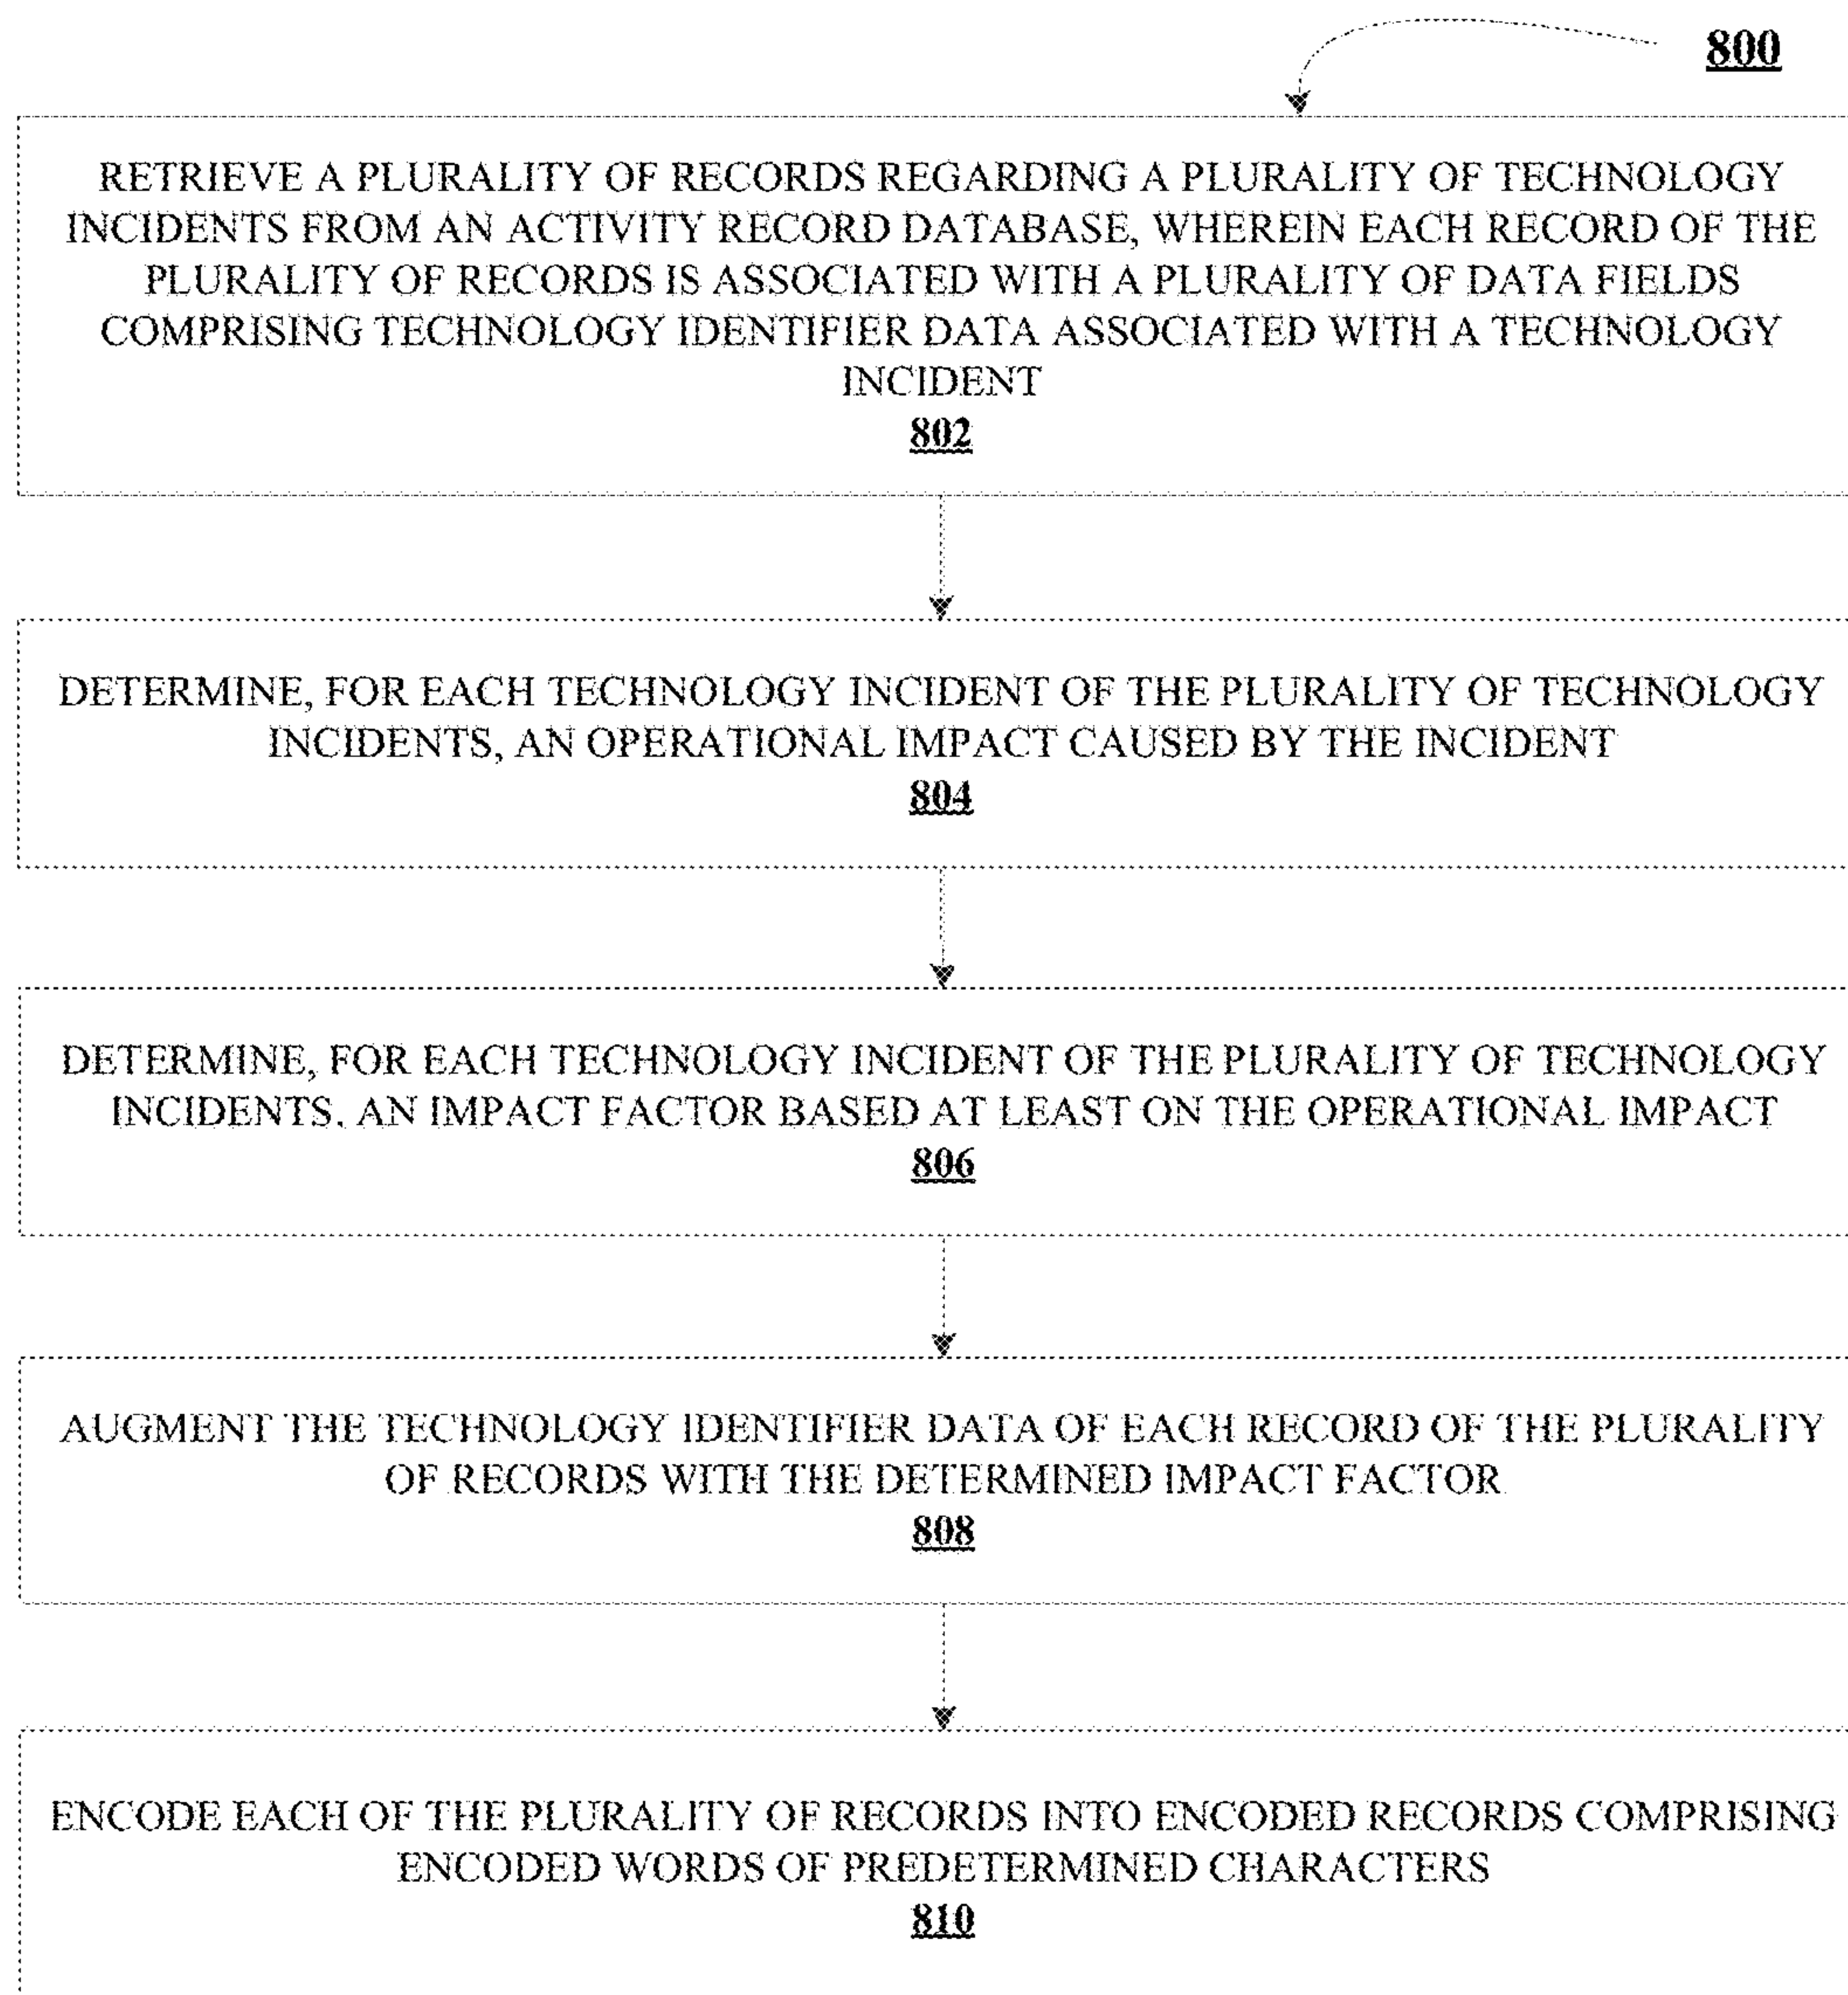 800
RETRIEVE A PLURALITY OF RECORDS REGARDING A PLURALITY OF TECHNOLOGY
INCIDENTS FROM AN ACTIVITY RECORD DATABASE, WHEREIN EACH RECORD OF THE
PLURALITY OF RECORDS IS ASSOCIATED WITH A PLURALITY OF DATA FIELDS
COMPRISING TECHNOLOGY IDENTIFIER DATA ASSOCIATED WITH A TECHNOLOGY
INCIDENT
802
DETERMINE, FOR EACH TECHNOLOGY INCIDENT OF THE PLURALITY OF TECHNOLOGY
INCIDENTS, AN OPERATIONAL IMPACT CAUSED BY THE INCIDENT
804
DETERMINE, FOR EACH TECHNOLOGY INCIDENT OF THE PLURALITY OF TECHNOLOGY
INCIDENTS, AN IMPACT FACTOR BASED AT LEAST ON THE OPERATIONAL IMPACT
806
AUGMENT THE TECHNOLOGY IDENTIFIER DATA OF EACH RECORD OF THE PLURALITY
OF RECORDS WITH THE DETERMINED IMPACT FACTOR
808
ENCODE EACH OF THE PLURALITY OF RECORDS INTO ENCODED RECORDS COMPRISING
ENCODED WORDS OF PREDETERMINED CHARACTERS
810